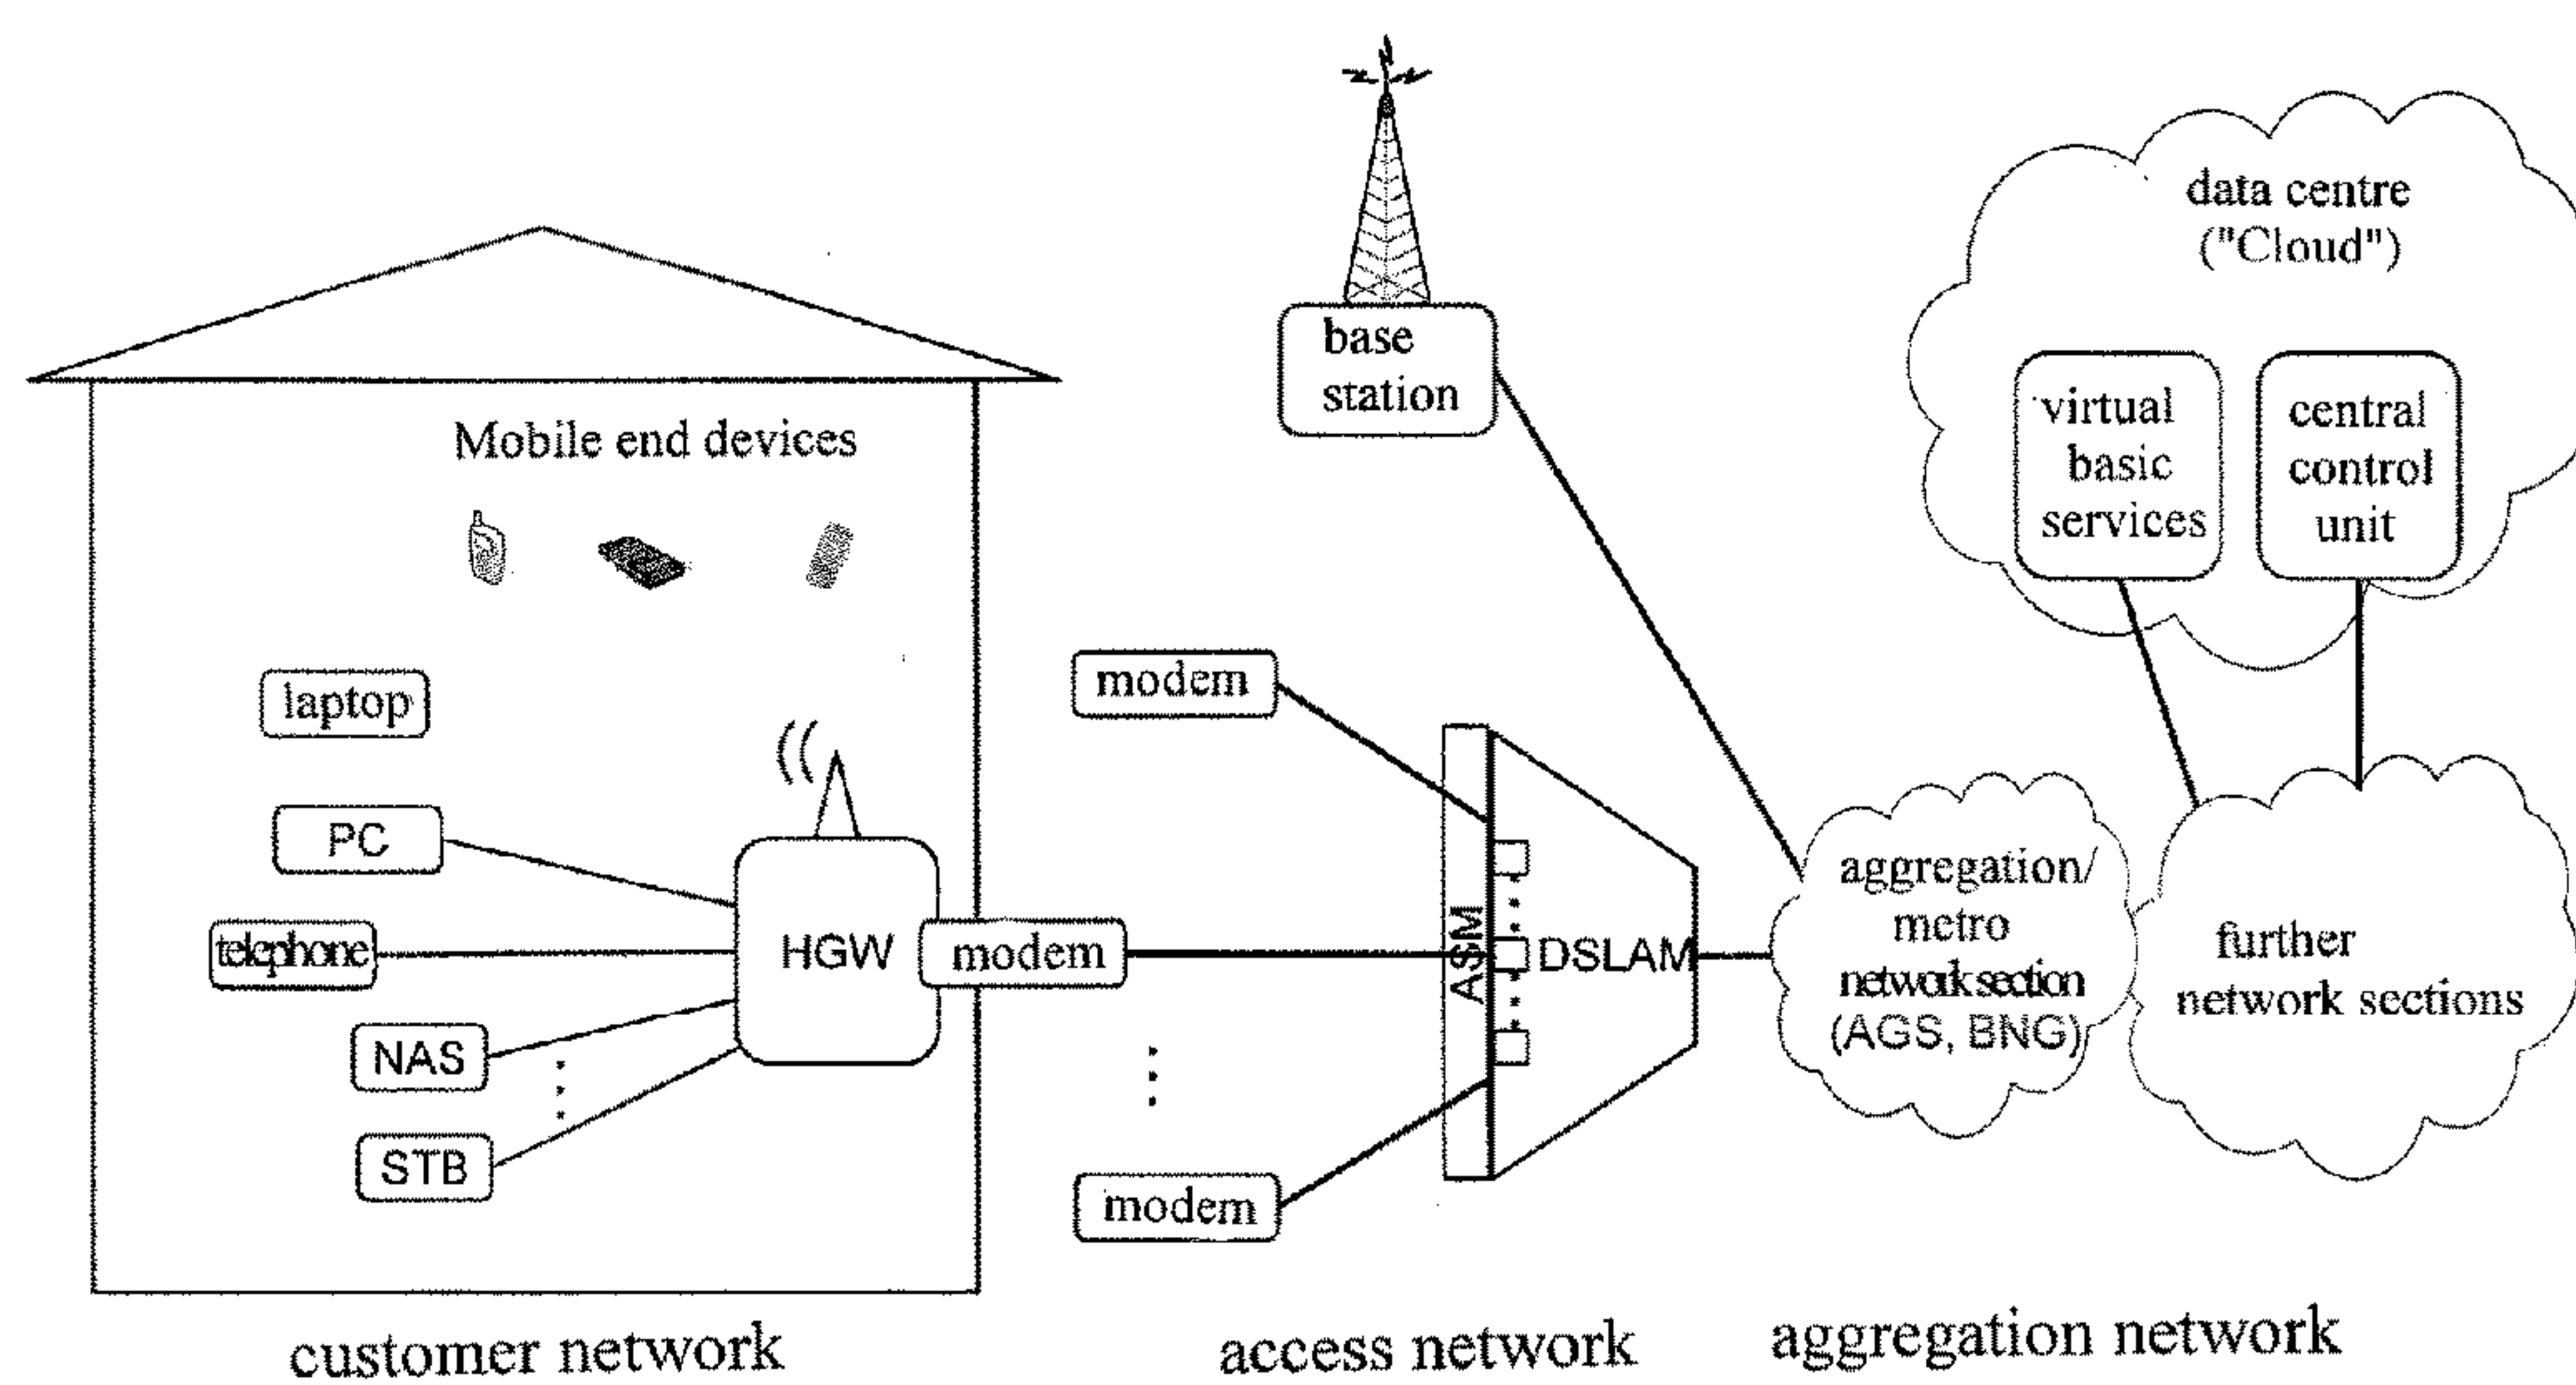 data centre
("Cloud")
base
station
virtual
basic
services
central
control
unit
Mobile end devices
laptop
modem
PC
telephone
HGW
modem
ASM
DSLAM
aggregation/
metro
network section
(AGS, BNG)
further
network sections
NAS
STB
modem
customer network
access network
aggregation network